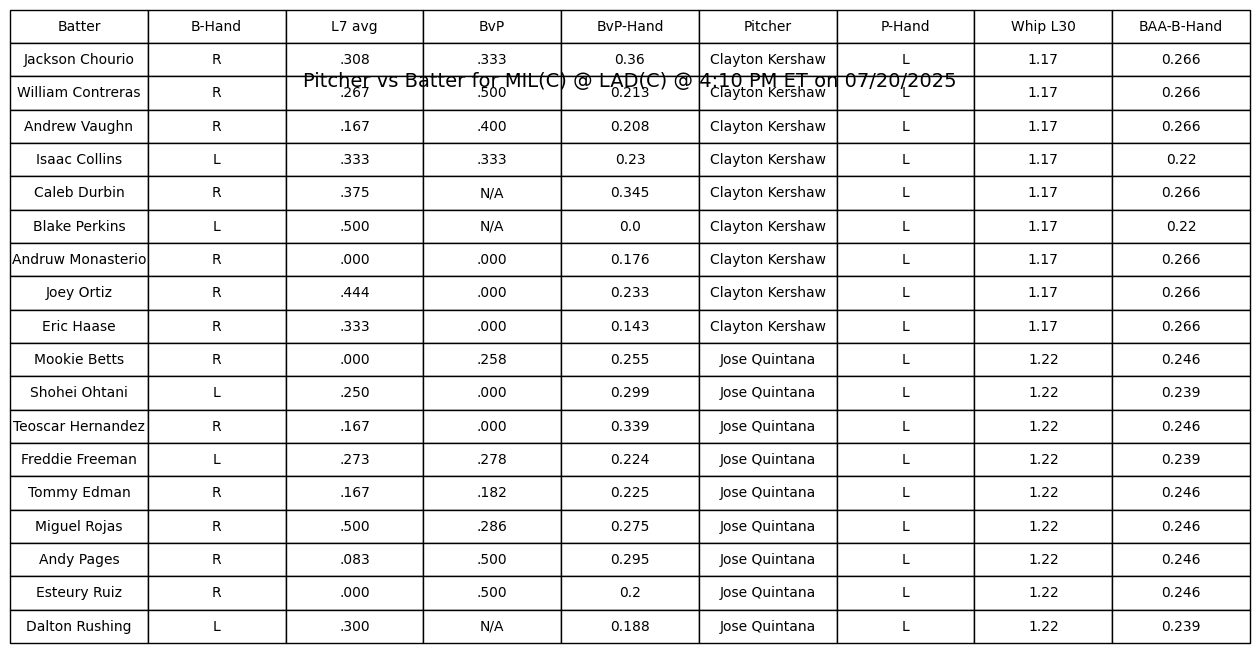 Batter B-Hand L7 avg BvP BvP-Hand Pitcher P-Hand Whip L30 BAA-B-Hand
Jackson Chourio R .308 .333 0.36 Clayton Kershaw L 1.17 0.266
Pitcher vs Batter for MIL(C) @ LAD(C) @ 4:10 PM ET on 07/20/2025
William Contreras R .267 .500 0.213 Clayton Kershaw L 1.17 0.266
Andrew Vaughn R .167 .400 0.208 Clayton Kershaw L 1.17 0.266
Isaac Collins L .333 .333 0.23 Clayton Kershaw L 1.17 0.22
Caleb Durbin R .375 N/A 0.345 Clayton Kershaw L 1.17 0.266
Blake Perkins L .500 N/A 0.0 Clayton Kershaw L 1.17 0.22
Andruw Monasterio R .000 .000 0.176 Clayton Kershaw L 1.17 0.266
Joey Ortiz R .444 .000 0.233 Clayton Kershaw L 1.17 0.266
Eric Haase R .333 .000 0.143 Clayton Kershaw L 1.17 0.266
Mookie Betts R .000 .258 0.255 Jose Quintana L 1.22 0.246
Shohei Ohtani L .250 .000 0.299 Jose Quintana L 1.22 0.239
Teoscar Hernandez R .167 .000 0.339 Jose Quintana L 1.22 0.246
Freddie Freeman L .273 .278 0.224 Jose Quintana L 1.22 0.239
Tommy Edman R .167 .182 0.225 Jose Quintana L 1.22 0.246
Miguel Rojas R .500 .286 0.275 Jose Quintana L 1.22 0.246
Andy Pages R .083 .500 0.295 Jose Quintana L 1.22 0.246
Esteury Ruiz R .000 .500 0.2 Jose Quintana L 1.22 0.246
Dalton Rushing L .300 N/A 0.188 Jose Quintana L 1.22 0.239